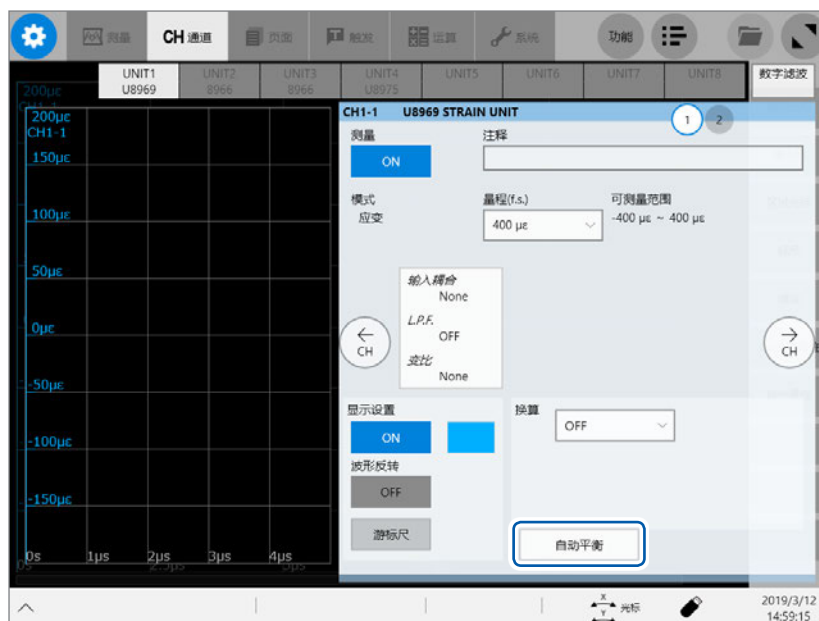 测量
CH 通道
页面
触发
运算
系统
功能
UNIT1
U8969
UNIT2
8966
UNIT3
8966
UNIT4
U8975
UNIT5
UNIT6
UNIT7
UNIT8
数字滤波
200με
CH1-1
200με
CH1-1
150με
100με
50με
0με
-50με
-100με
-150με
0s
1μs
2μs
3μs
4μs
CH1-1 U8969 STRAIN UNIT
1
2
测量
ON
注释
模式
应变
量程(f.s.)
400 με
可测量范围
-400 με ~ 400 με
输入耦合
None
L.P.F.
OFF
变比
None
←
CH
→
CH
显示设置
ON
波形反转
OFF
游标尺
换算
OFF
自动平衡
X
Y
光标
2019/3/12
14:59:15